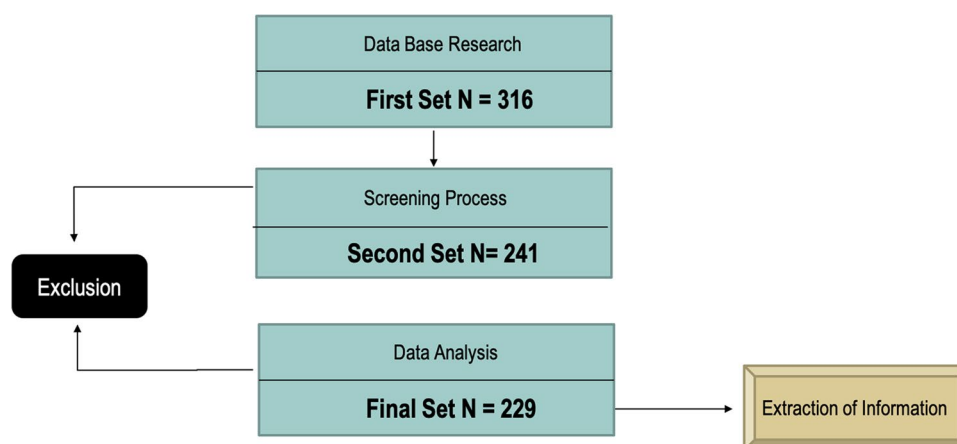 Data Base Research
First Set N = 316
Screening Process
Second Set N= 241
Exclusion
Data Analysis
Final Set N = 229
Extraction of Information